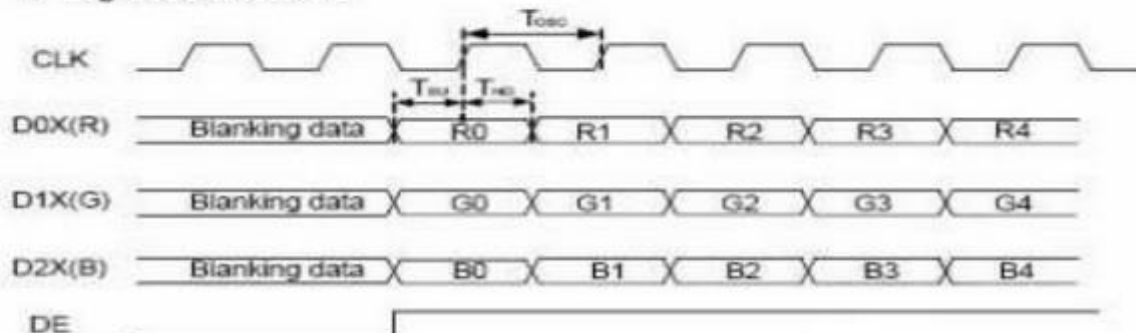 Tosc
CLK
Tsu THD
D0X(R) Blanking data R0 R1 R2 R3 R4
D1X(G) Blanking data G0 G1 G2 G3 G4
D2X(B) Blanking data B0 B1 B2 B3 B4
DE